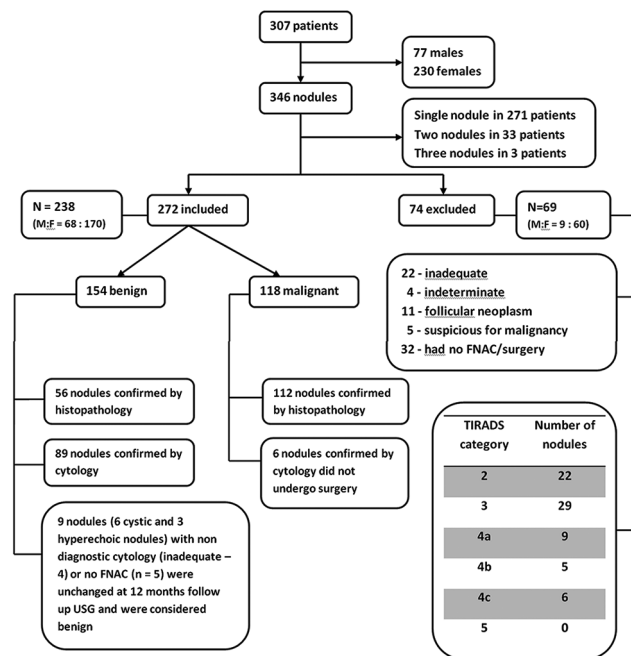 307 patients
77 males
230 females
346 nodules
Single nodule in 271 patients
Two nodules in 33 patients
Three nodules in 3 patients
N = 238
(M:F = 68 : 170)
272 included
74 excluded
N=69
(M:F = 9 : 60)
154 benign
118 malignant
22 - inadequate
4 - indeterminate
11 - follicular neoplasm
5 - suspicious for malignancy
32 - had no FNAC/surgery
56 nodules confirmed by
histopathology
112 nodules confirmed
by histopathology
89 nodules confirmed by
cytology
6 nodules confirmed by
cytology did not
undergo surgery
9 nodules (6 cystic and 3
hyperechoic nodules) with non
diagnostic cytology (inadequate –
4) or no FNAC (n = 5) were
unchanged at 12 months follow
up USG and were considered
benign
TIRADS category Number of nodules
2 22
3 29
4a 9
4b 5
4c 6
5 0